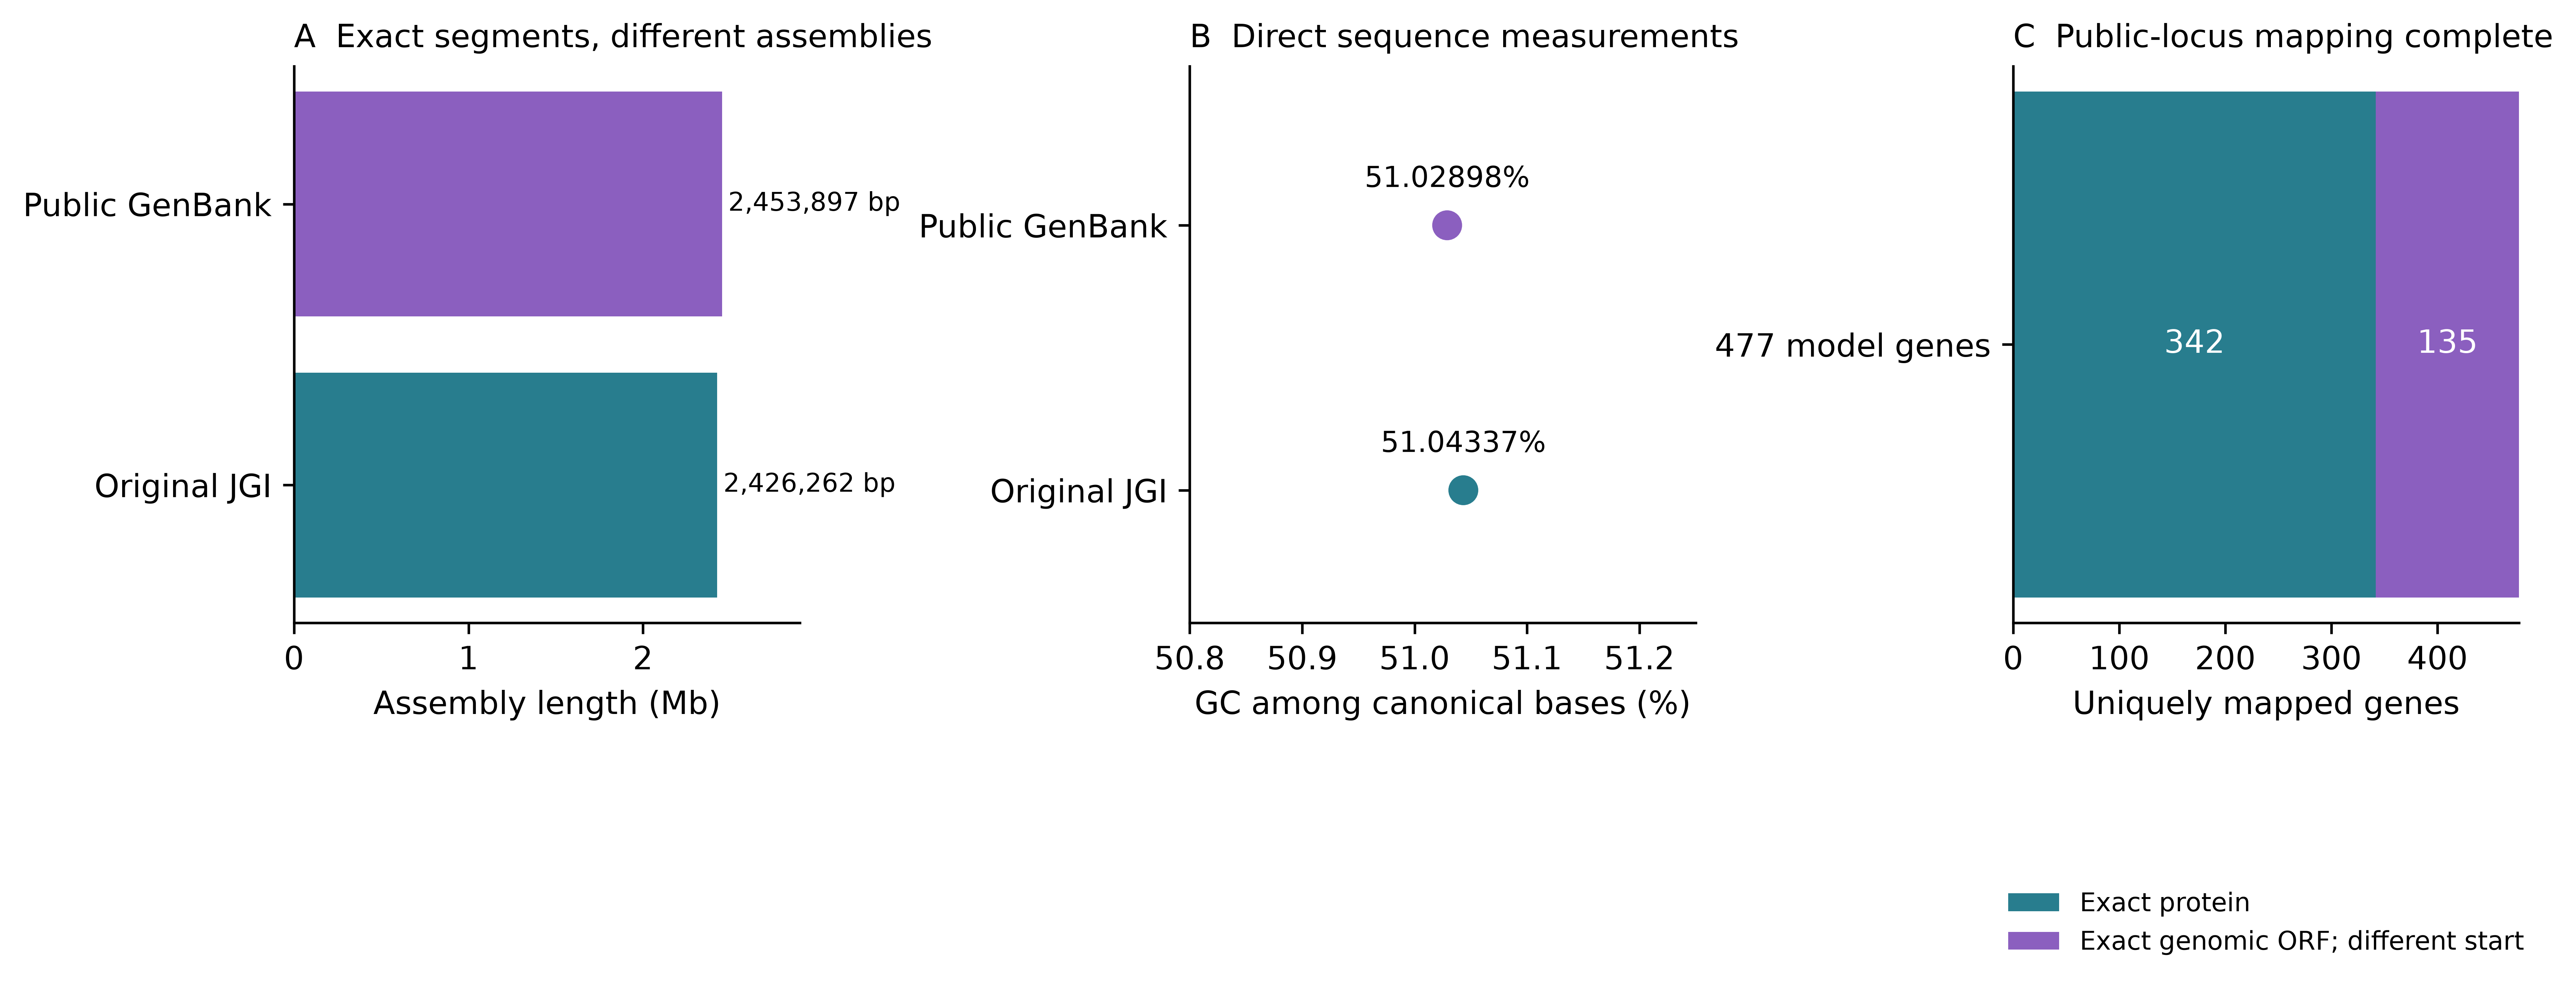 A  Exact segments, different assemblies
Public GenBank
2,453,897 bp
Original JGI
2,426,262 bp
0 1 2
Assembly length (Mb)
B  Direct sequence measurements
51.02898%
Public GenBank
51.04337%
Original JGI
50.8 50.9 51.0 51.1 51.2
GC among canonical bases (%)
C  Public-locus mapping complete
477 model genes
342
135
0 100 200 300 400
Uniquely mapped genes
Exact protein
Exact genomic ORF; different start